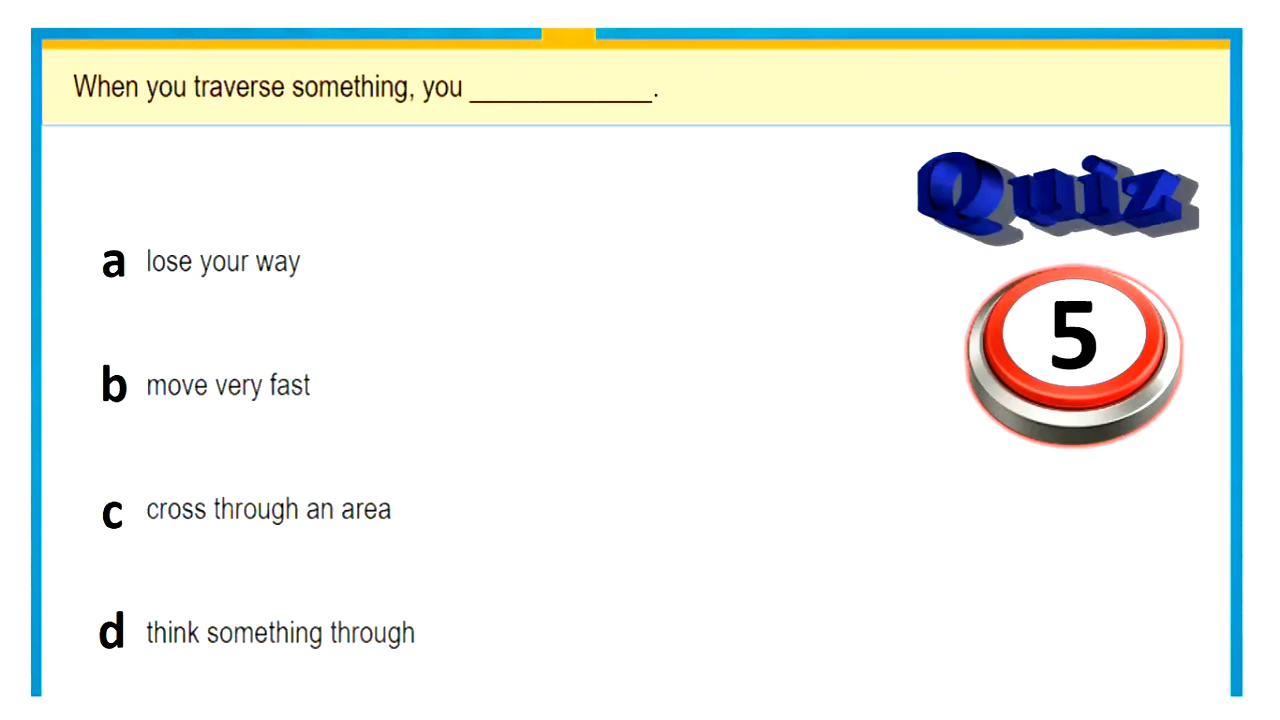 When you traverse something, you _____________.
Quiz
5
a lose your way
b move very fast
c cross through an area
d think something through